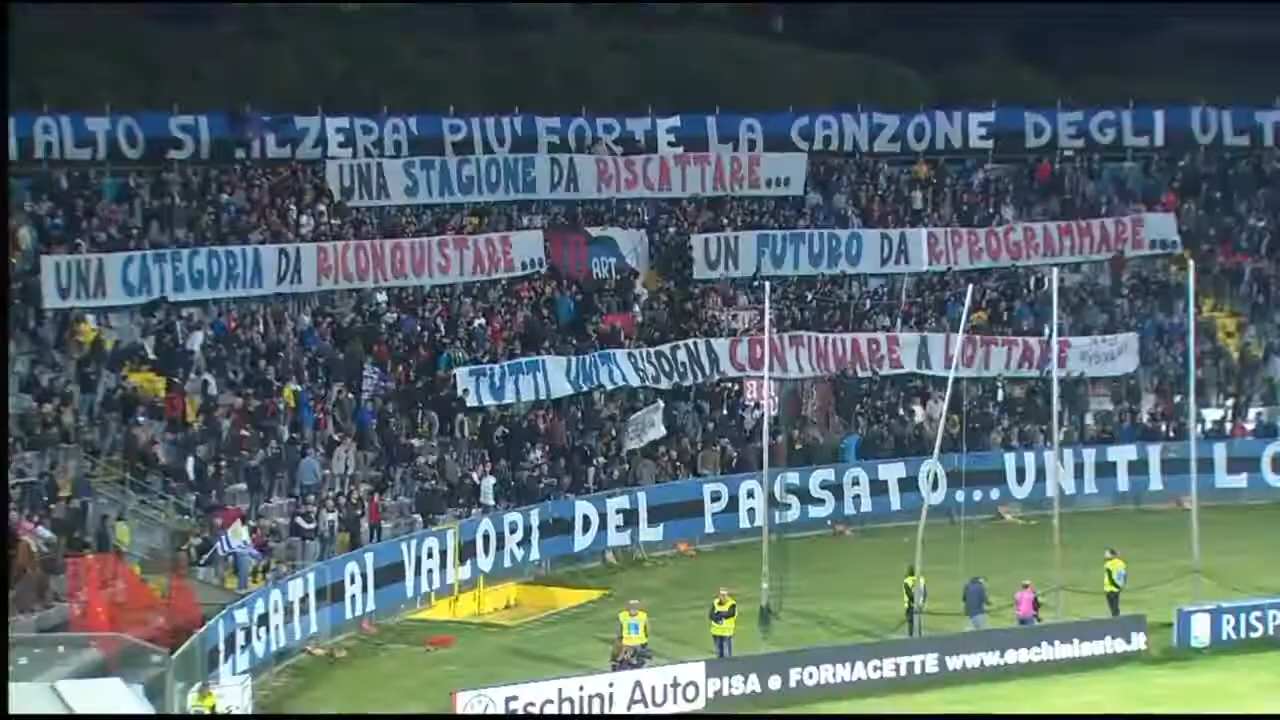 ALTO SI ALZERA' PIU' FORTE LA CANZONE DEGLI ULT
UNA STAGIONE DA RISCATTARE...
UNA CATEGORIA DA RICONQUISTARE...
ART.
UN FUTURO DA RIPROGRAMMARE...
...TUTTI UNITI BISOGNA CONTINUARE A LOTTARE
LEGATI AI VALORI DEL PASSATO...UNITI LO
Eschini Auto
PISA e FORNACETTE www.eschiniauto.it
RISP